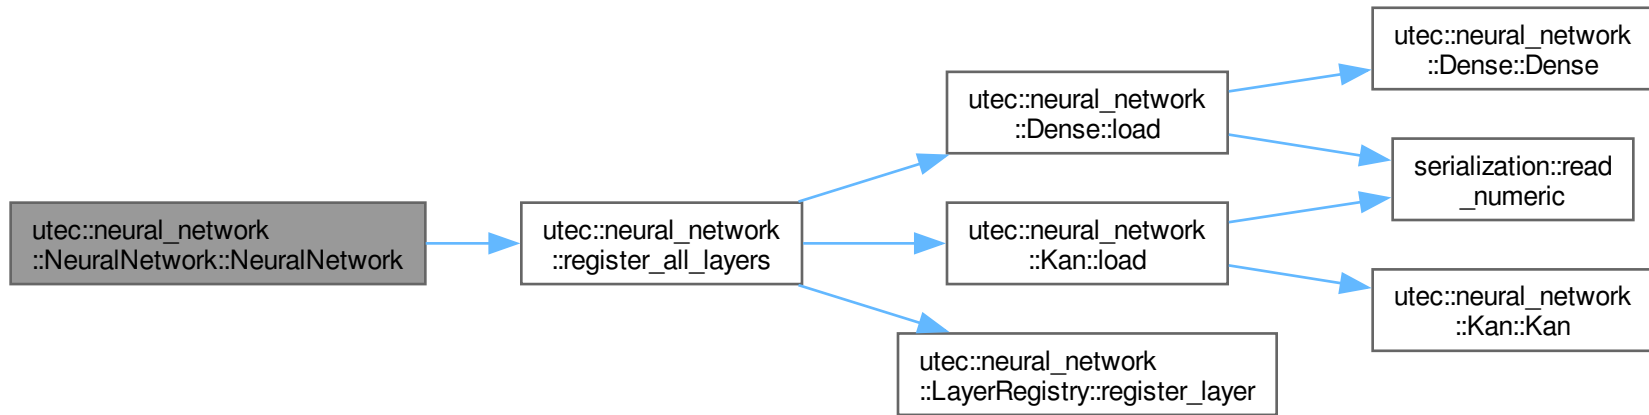 utec::neural_network
::NeuralNetwork::NeuralNetwork
utec::neural_network
::register_all_layers
utec::neural_network
::Dense::load
utec::neural_network
::Kan::load
utec::neural_network
::LayerRegistry::register_layer
utec::neural_network
::Dense::Dense
serialization::read
_numeric
utec::neural_network
::Kan::Kan